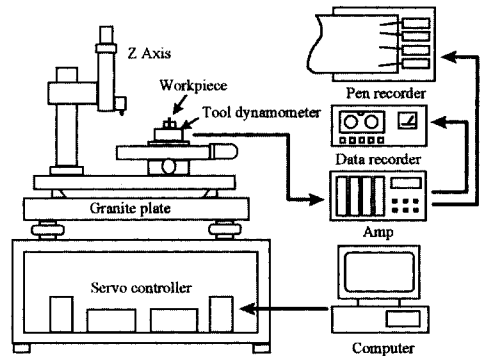 Z Axis
Workpiece
Tool dynamometer
Pen recorder
Data recorder
Granite plate
Amp
Servo controller
Computer